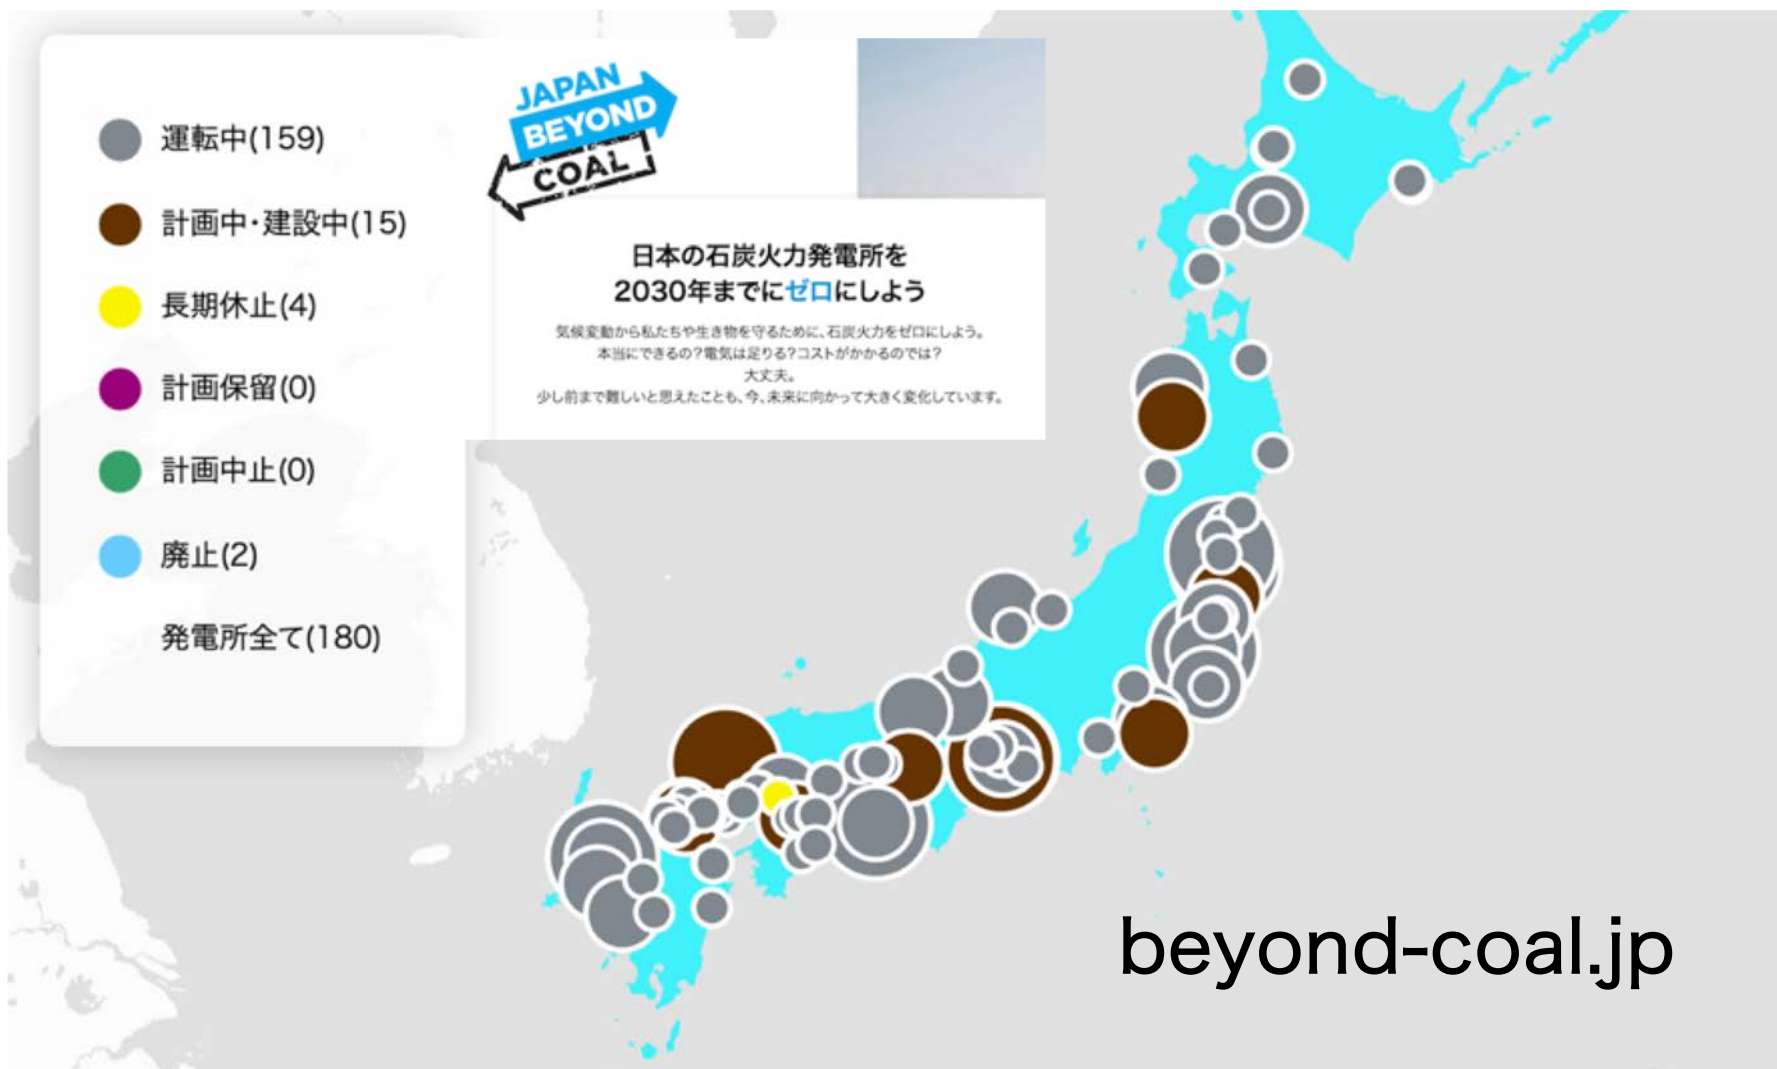 運転中(159)
計画中・建設中(15)
長期休止(4)
計画保留(0)
計画中止(0)
廃止(2)
発電所全て(180)
JAPAN
BEYOND
COAL
日本の石炭火力発電所を
2030年までにゼロにしよう
気候変動から私たちや生き物を守るために、石炭火力をゼロにしよう。
本当にできるの?電気は足りる?コストがかかるのでは?
大丈夫。
少し前まで難しいと思えたことも、今、未来に向かって大きく変化しています。
beyond-coal.jp